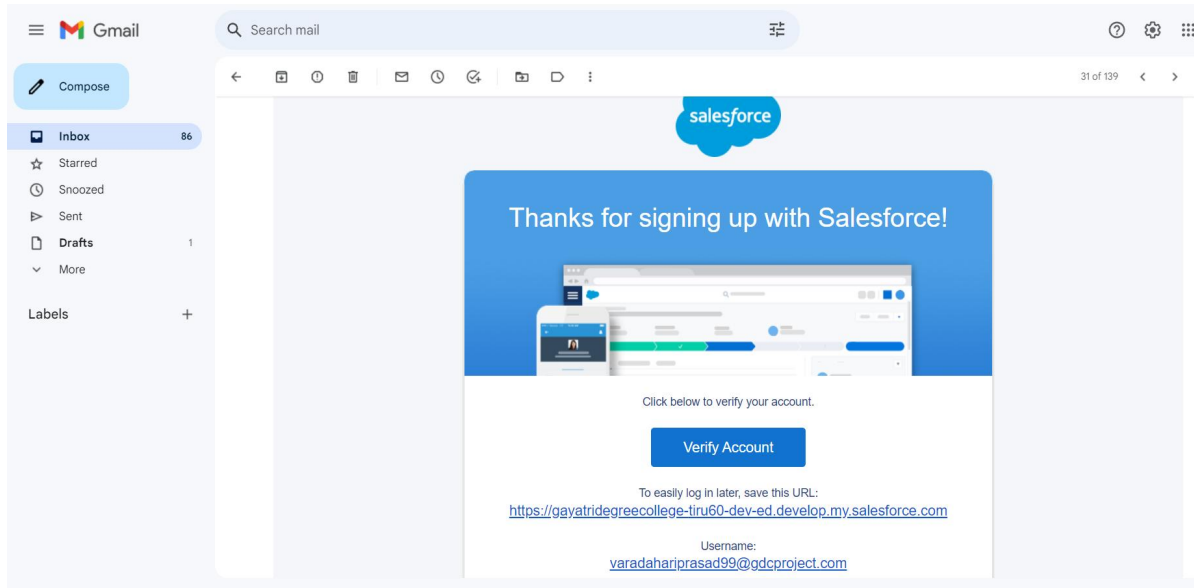 Gmail
Search mail
Compose
31 of 139
Inbox 86
Starred
Snoozed
Sent
Drafts 1
More
Labels
salesforce
Thanks for signing up with Salesforce!
Click below to verify your account.
Verify Account
To easily log in later, save this URL:
https://gayatridegreecollege-tiru60-dev-ed.develop.my.salesforce.com
Username:
varadahariprasad99@gdcproject.com